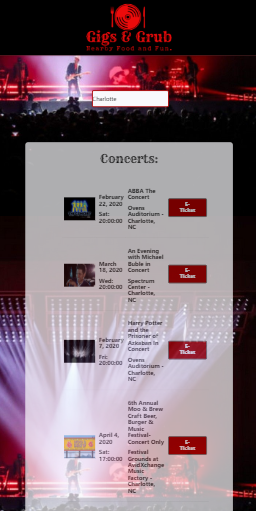 Gigs & Grub
Nearby Food and Fun.
Charlotte
Concerts:
February 22, 2020
Sat: 20:00:00
ABBA The Concert
Ovens Auditorium - Charlotte, NC
E-Ticket
March 18, 2020
Wed: 20:00:00
An Evening with Michael Buble in Concert
Spectrum Center - Charlotte, NC
E-Ticket
February 7, 2020
Fri: 20:00:00
Harry Potter and the Prisoner of Azkaban In Concert
Ovens Auditorium - Charlotte, NC
E-Ticket
April 4, 2020
Sat: 17:00:00
6th Annual Moo & Brew Craft Beer, Burger & Music Festival- Concert Only
Festival Grounds at AvidXchange Music Factory - Charlotte, NC
E-Ticket